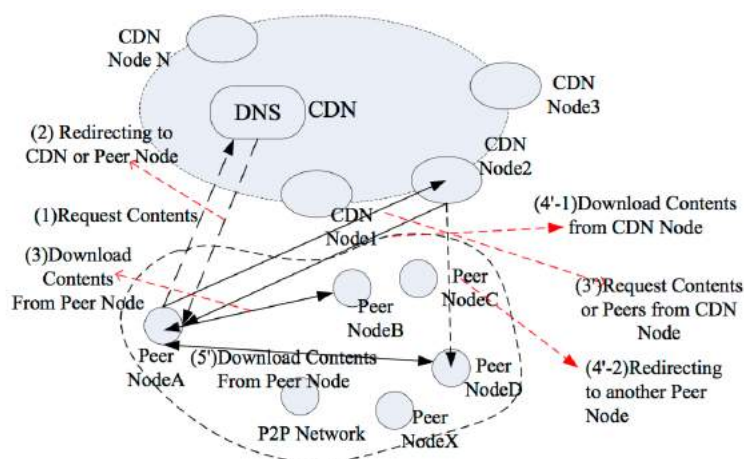 CDN
Node N
DNS
CDN
CDN
Node3
(2) Redirecting to
CDN or Peer Node
CDN
Node2
(1)Request Contents
CDN
Node1
(4'-1)Download Contents
from CDN Node
(3)Download
Contents
From Peer Node
(3')Request Contents
or Peers from CDN
Node
Peer
NodeB
Peer
NodeC
Peer
NodeA
(5')Download Contents
From Peer Node
Peer
NodeD
(4'-2)Redirecting
to another Peer
Node
P2P Network
Peer
NodeX